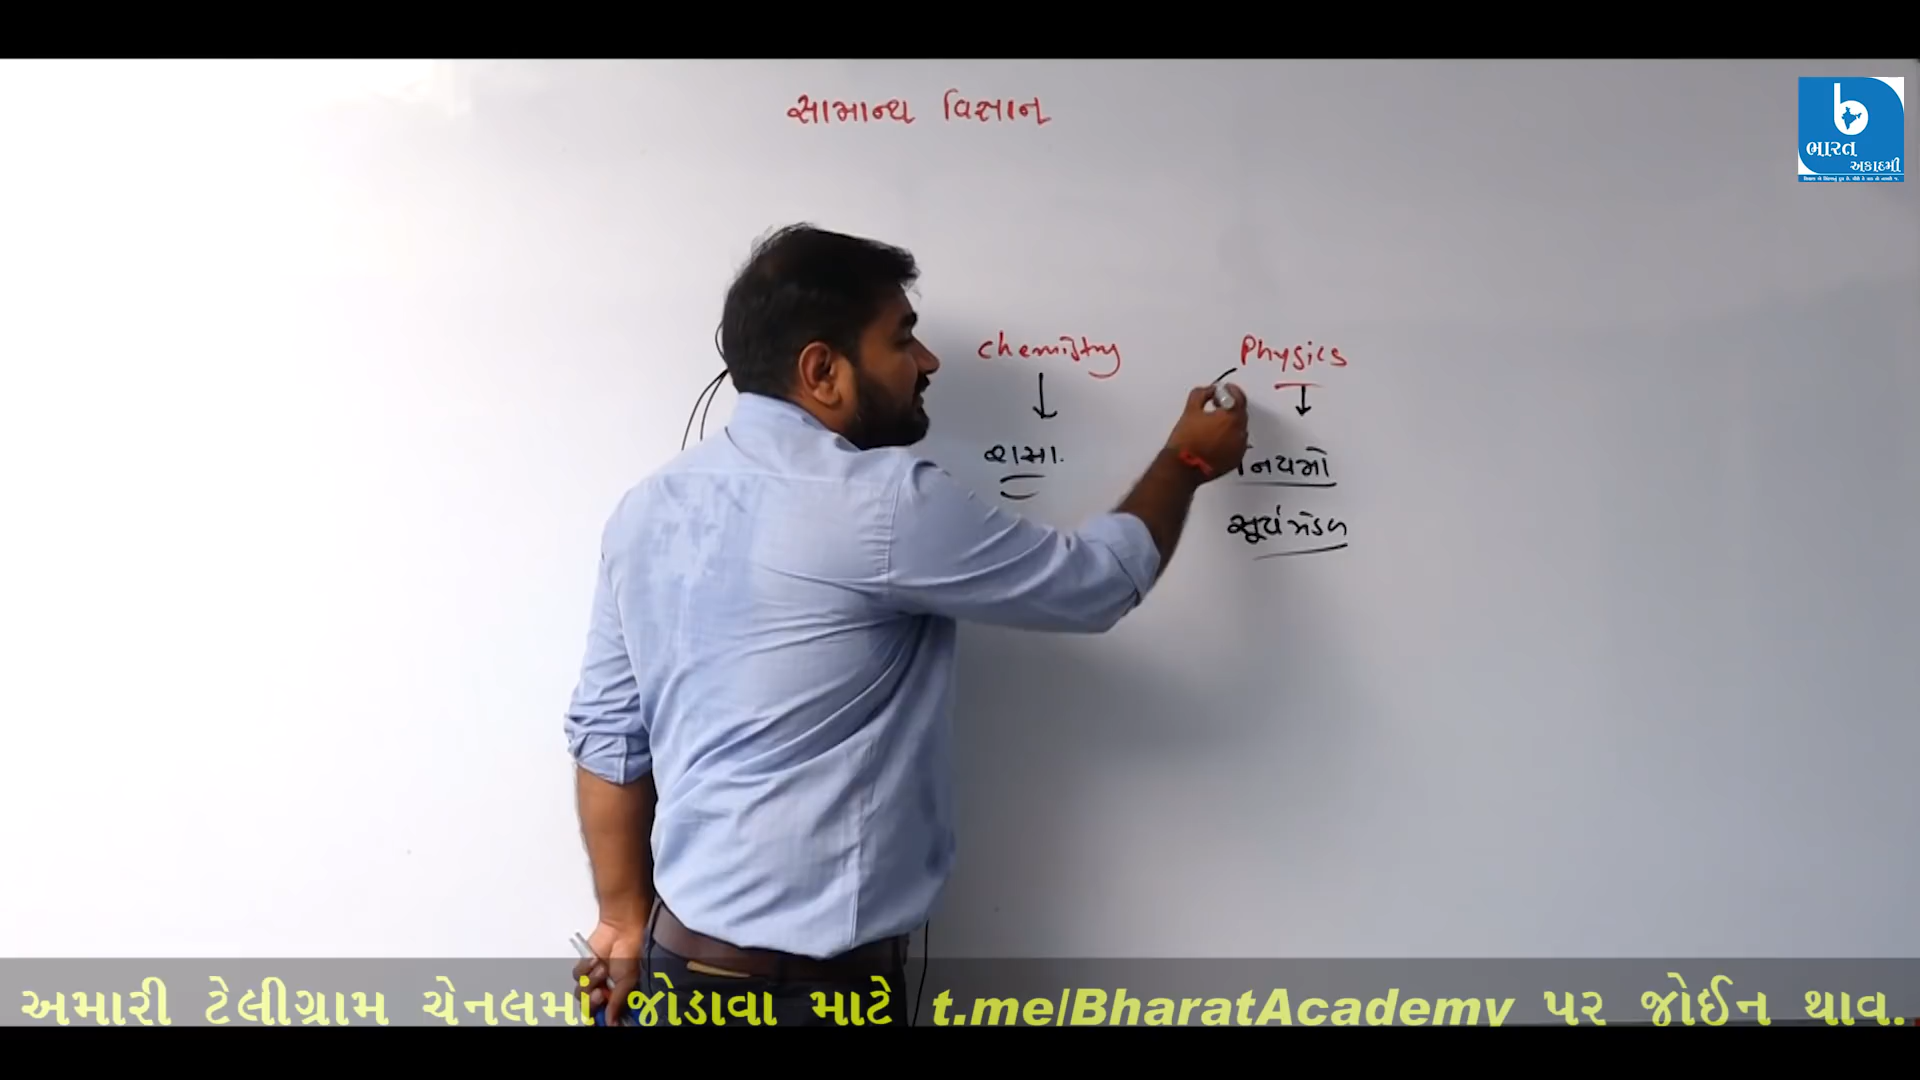 સામાન્ય વિજ્ઞાન
ભારત
અકાદમી
chemistry
Physics
રાસા.
નિયમો
સૂર્યમંડળ
અમારી ટેલીગ્રામ ચેનલમાં જોડાવા માટે t.me/BharatAcademy પર જોઈન થાવ.